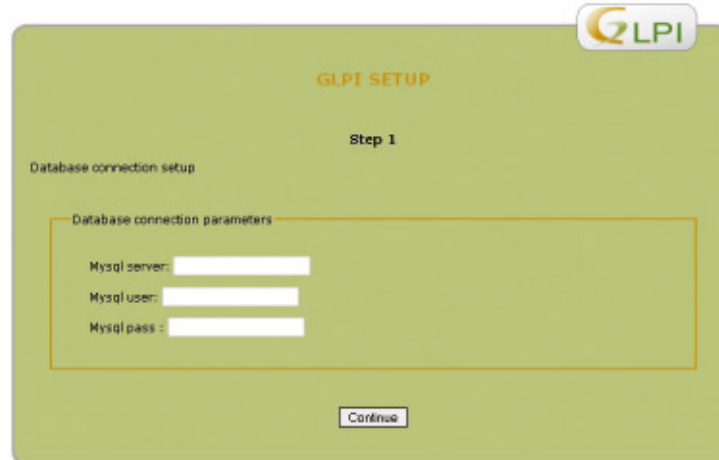 GLPI
GLPI SETUP
Step 1
Database connection setup
Database connection parameters
Mysql server:
Mysql user:
Mysql pass :
Continue